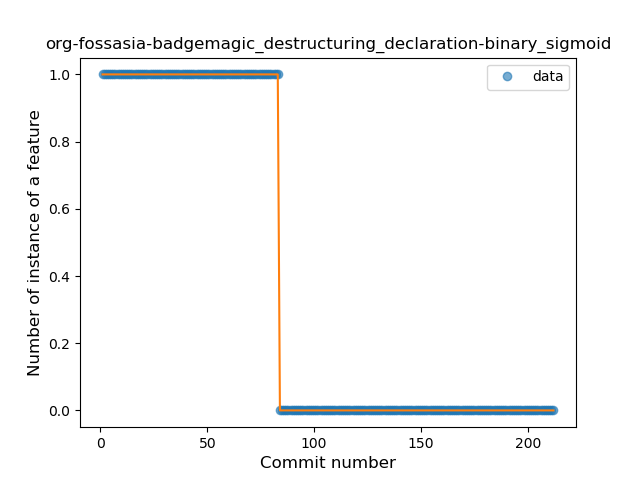 org-fossasia-badgemagic_destructuring_declaration-binary_sigmoid
data
Number of instance of a feature
1.0
0.8
0.6
0.4
0.2
0.0
0 50 100 150 200
Commit number